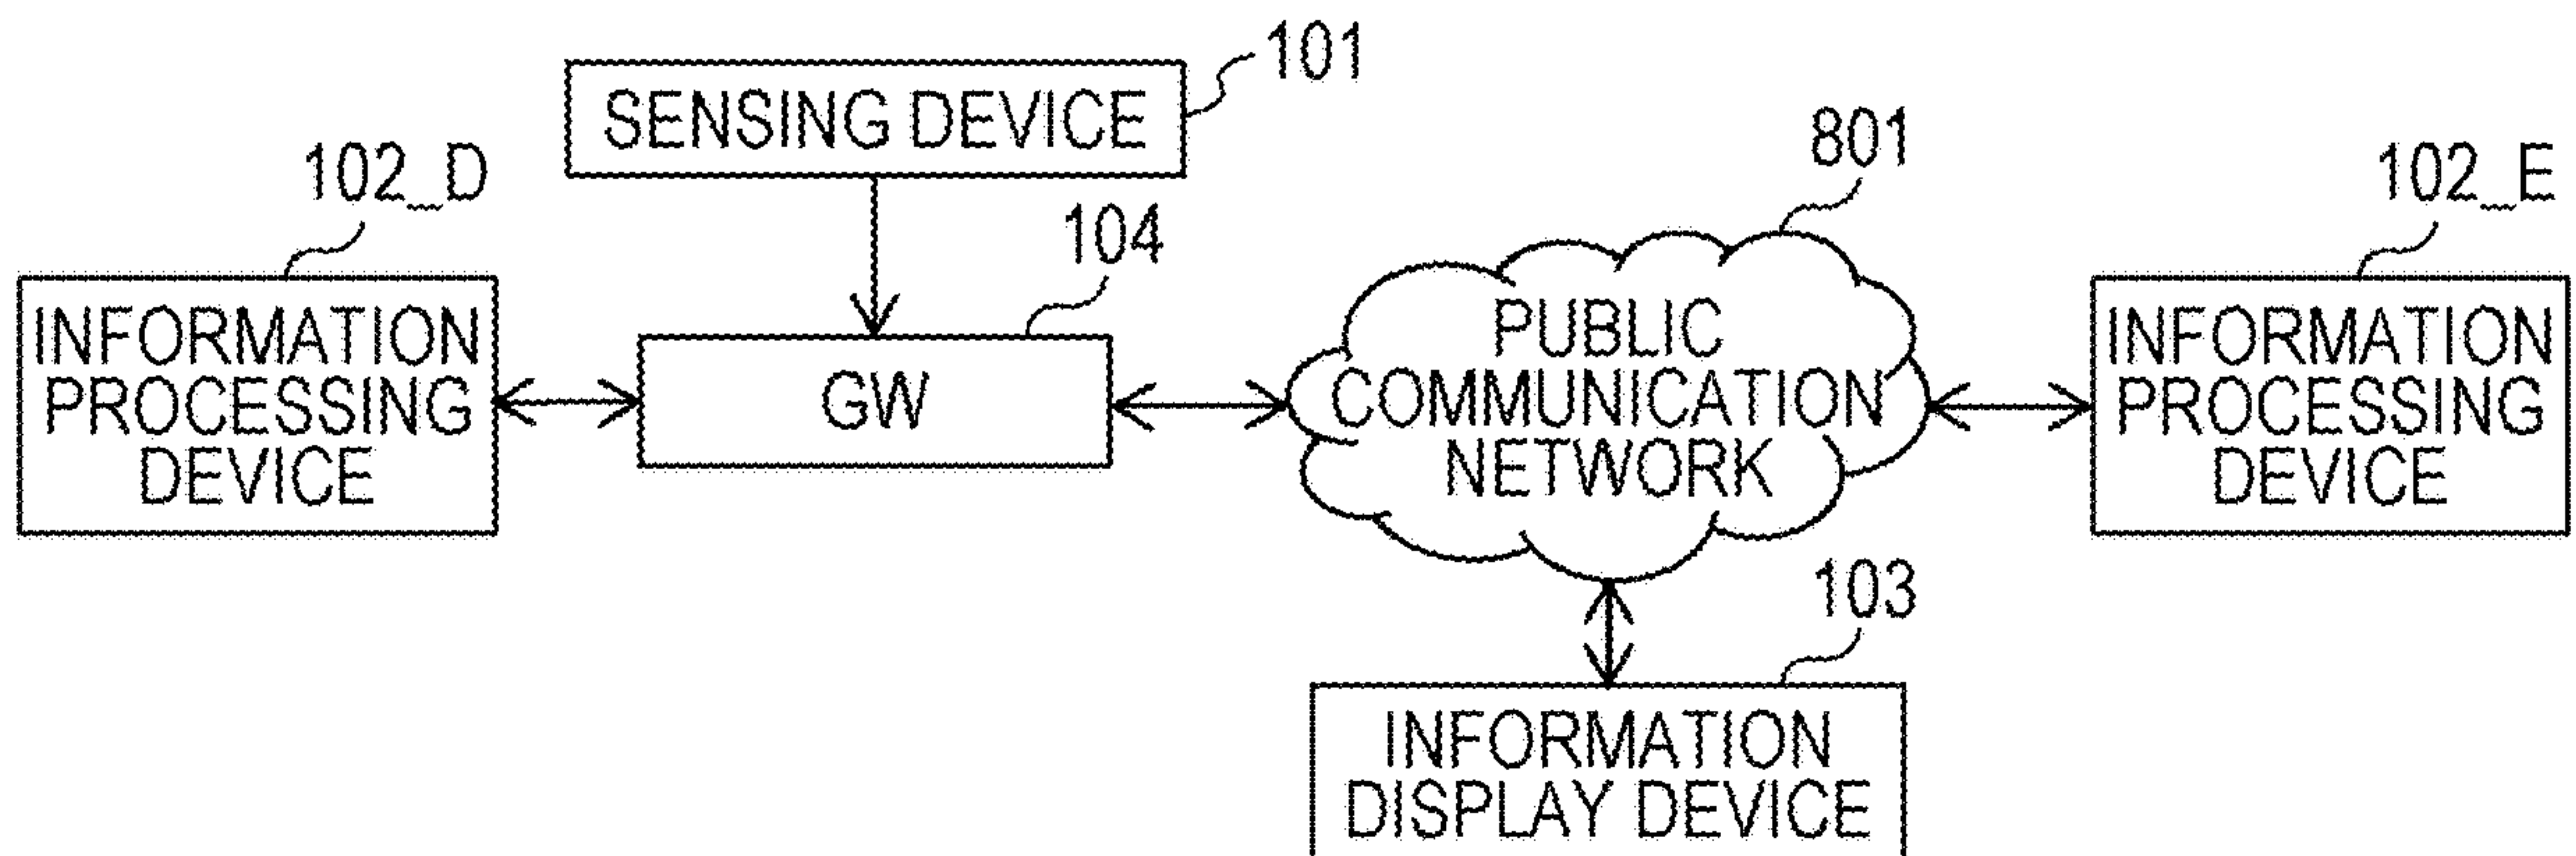 101
SENSING DEVICE
102_D
104
801
102_E
INFORMATION
PROCESSING
DEVICE
GW
PUBLIC
COMMUNICATION
NETWORK
INFORMATION
PROCESSING
DEVICE
103
INFORMATION
DISPLAY DEVICE